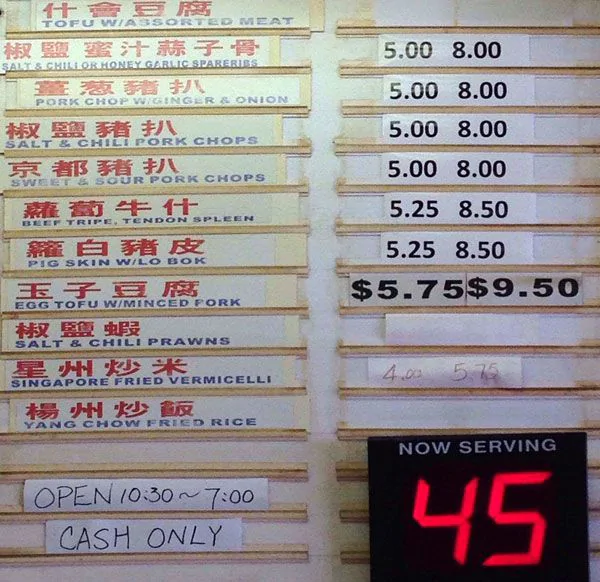 什會豆腐
TOFU W/ASSORTED MEAT
椒鹽 蜜汁蒜子骨
SALT & CHILI OR HONEY GARLIC SPARERIBS
5.00 8.00
薑葱豬扒
PORK CHOP W/GINGER & ONION
5.00 8.00
椒鹽豬扒
SALT & CHILI PORK CHOPS
5.00 8.00
京都豬扒
SWEET & SOUR PORK CHOPS
5.00 8.00
蘿蔔牛什
BEEF TRIPE, TENDON SPLEEN
5.25 8.50
籮白豬皮
PIG SKIN W/LO BOK
5.25 8.50
玉子豆腐
EGG TOFU W/MINCED PORK
$5.75 $9.50
椒鹽蝦
SALT & CHILI PRAWNS
星州炒米
SINGAPORE FRIED VERMICELLI
4.00 5.75
楊州炒飯
YANG CHOW FRIED RICE
OPEN 10:30~7:00
CASH ONLY
NOW SERVING
45